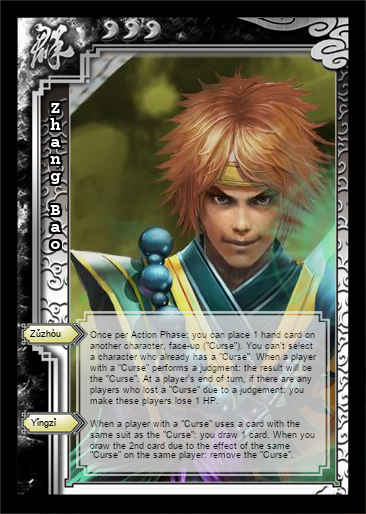 群
Zhang Bao
Zǔzhòu
Once per Action Phase: you can place 1 hand card on
another character, face-up ("Curse"). You can't select
a character who already has a "Curse". When a player
with a "Curse" performs a judgment: the result will
be the "Curse". At a player's end of turn, if there are any
players who lost a "Curse" due to a judgement: you
make these players lose 1 HP.
Yīngzǐ
When a player with a "Curse" uses a card with the
same suit as the "Curse": you draw 1 card. When you
draw the 2nd card due to the effect of the same
"Curse" on the same player: remove the "Curse".